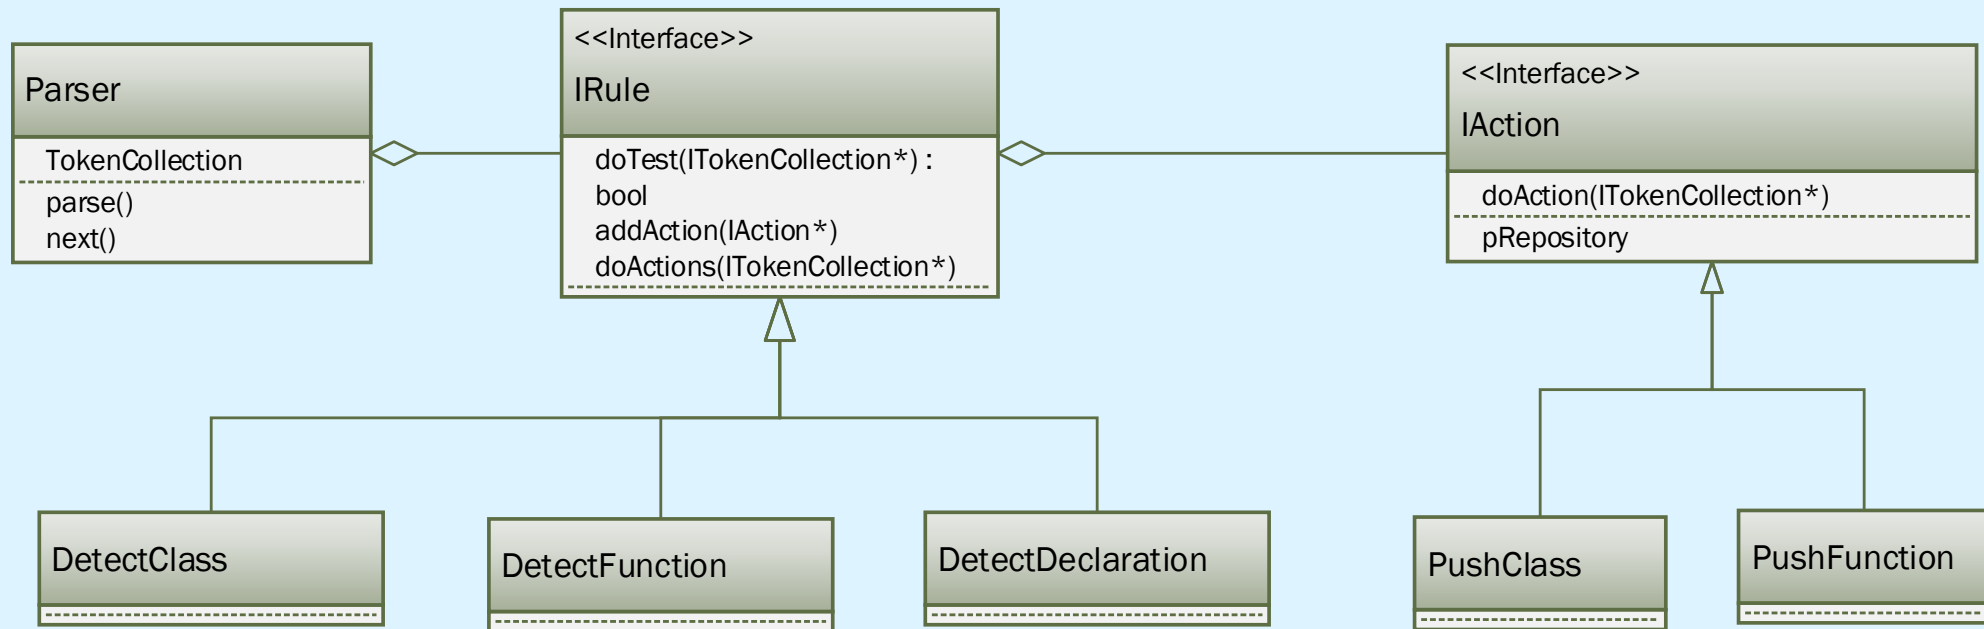 Parser
TokenCollection
parse()
next()
<<Interface>>
IRule
doTest(ITokenCollection*) :
bool
addAction(IAction*)
doActions(ITokenCollection*)
<<Interface>>
IAction
doAction(ITokenCollection*)
pRepository
DetectClass
DetectFunction
DetectDeclaration
PushClass
PushFunction